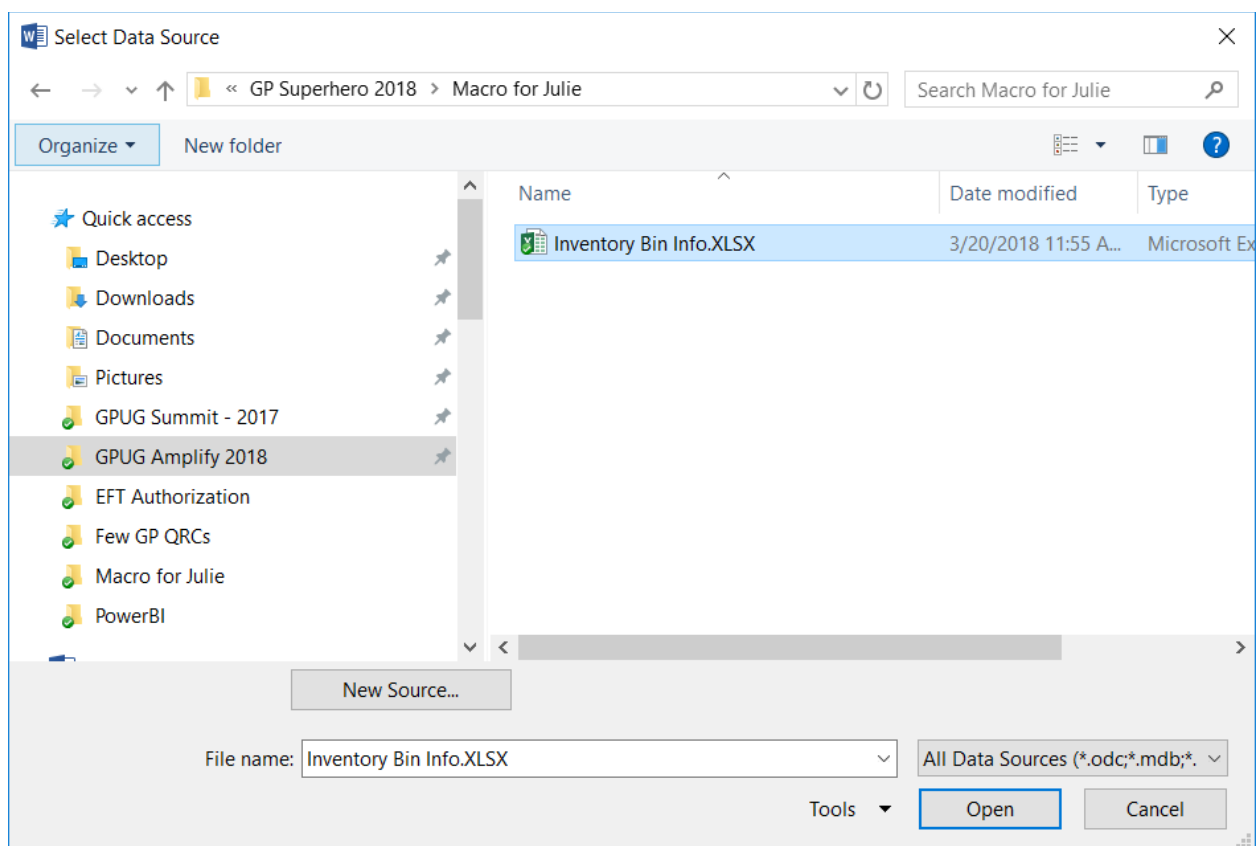 Select Data Source
« GP Superhero 2018 > Macro for Julie
Search Macro for Julie
Organize
New folder
?
Name
Date modified
Type
Quick access
Desktop
Downloads
Documents
Pictures
GPUG Summit - 2017
GPUG Amplify 2018
EFT Authorization
Few GP QRCs
Macro for Julie
PowerBI
Inventory Bin Info.XLSX
3/20/2018 11:55 A...
Microsoft Ex
New Source...
File name:
Inventory Bin Info.XLSX
All Data Sources (*.odc;*.mdb;*.
Tools
Open
Cancel